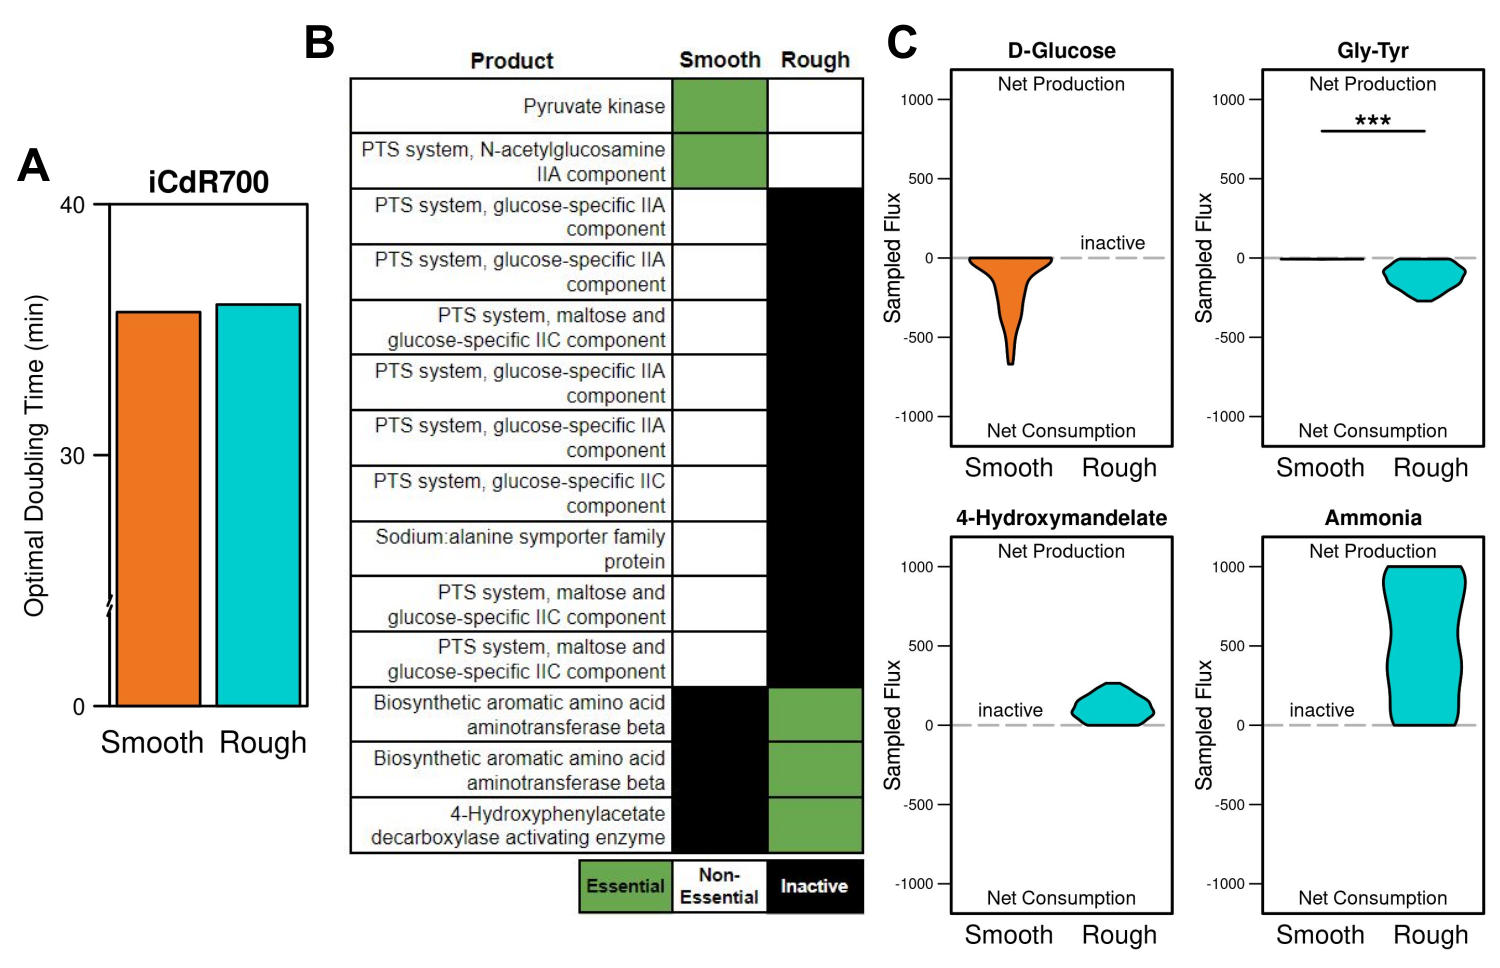 A
iCdR700
40
30
0
Optimal Doubling Time (min)
Smooth Rough
B
Product Smooth Rough
Pyruvate kinase
PTS system, N-acetylglucosamine
IIA component
PTS system, glucose-specific IIA
component
PTS system, glucose-specific IIA
component
PTS system, maltose and
glucose-specific IIC component
PTS system, glucose-specific IIA
component
PTS system, glucose-specific IIA
component
PTS system, glucose-specific IIC
component
Sodium:alanine symporter family
protein
PTS system, maltose and
glucose-specific IIC component
PTS system, maltose and
glucose-specific IIC component
Biosynthetic aromatic amino acid
aminotransferase beta
Biosynthetic aromatic amino acid
aminotransferase beta
4-Hydroxyphenylacetate
decarboxylase activating enzyme
Essential
Non-
Essential
Inactive
C
D-Glucose
Net Production
1000
500
0
-500
-1000
Sampled Flux
inactive
Net Consumption
Smooth Rough
Gly-Tyr
Net Production
1000
500
0
-500
-1000
Sampled Flux
***
Net Consumption
Smooth Rough
4-Hydroxymandelate
Net Production
1000
500
0
-500
-1000
Sampled Flux
inactive
Net Consumption
Smooth Rough
Ammonia
Net Production
1000
500
0
-500
-1000
Sampled Flux
inactive
Net Consumption
Smooth Rough